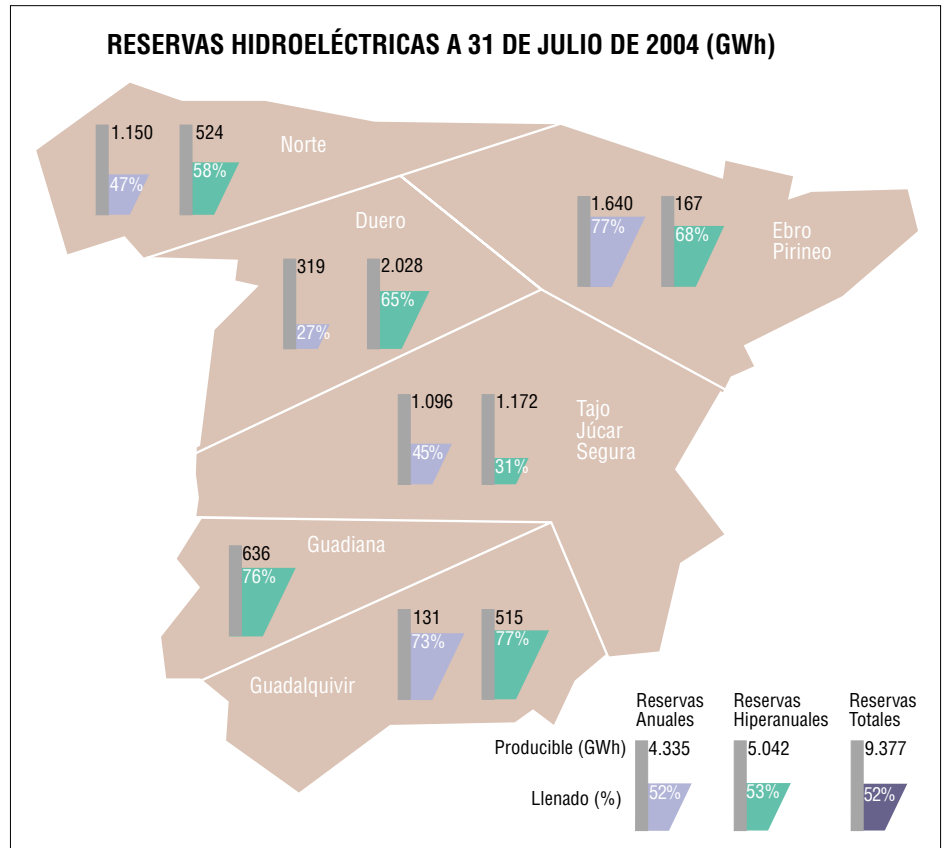 RESERVAS HIDROELÉCTRICAS A 31 DE JULIO DE 2004 (GWh)
1.150
524
Norte
47%
58%
Duero
319
2.028
27%
65%
1.640
167
Ebro
Pirineo
77%
68%
1.096
1.172
Tajo
Júcar
Segura
45%
31%
Guadiana
636
76%
131
515
73%
77%
Guadalquivir
Reservas
Anuales
Reservas
Hiperanuales
Reservas
Totales
Producible (GWh)
4.335
5.042
9.377
Llenado (%)
52%
53%
52%